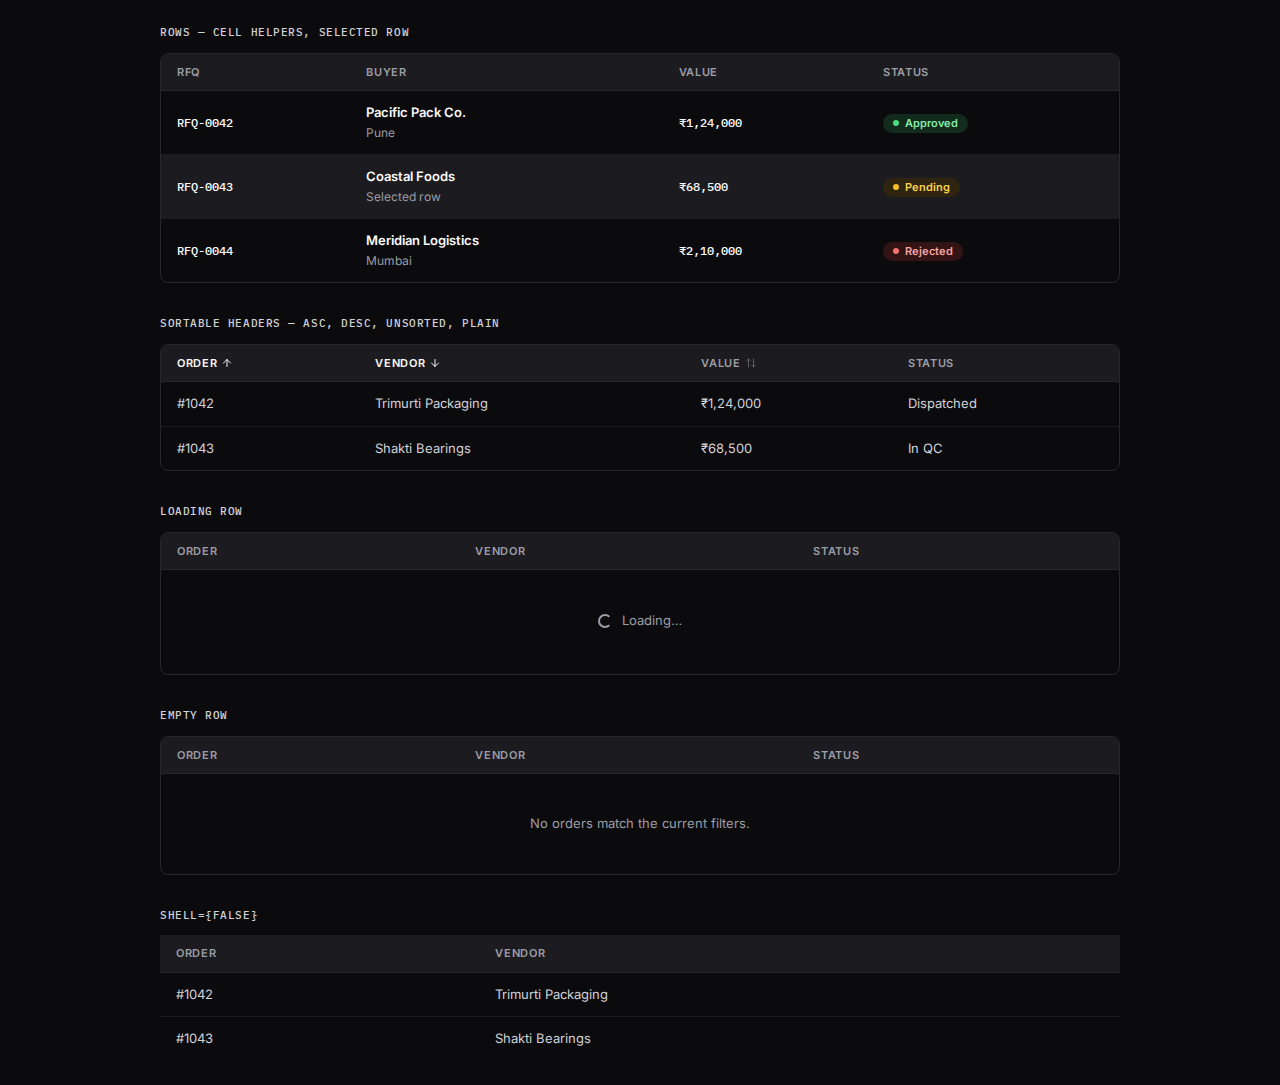 ROWS — CELL HELPERS, SELECTED ROW
RFQ BUYER VALUE STATUS
RFQ-0042 Pacific Pack Co. ₹1,24,000 Approved
Pune
RFQ-0043 Coastal Foods ₹68,500 Pending
Selected row
RFQ-0044 Meridian Logistics ₹2,10,000 Rejected
Mumbai
SORTABLE HEADERS — ASC, DESC, UNSORTED, PLAIN
ORDER ↑ VENDOR ↓ VALUE ↑↓ STATUS
#1042 Trimurti Packaging ₹1,24,000 Dispatched
#1043 Shakti Bearings ₹68,500 In QC
LOADING ROW
ORDER VENDOR STATUS
Loading...
EMPTY ROW
ORDER VENDOR STATUS
No orders match the current filters.
SHELL={FALSE}
ORDER VENDOR
#1042 Trimurti Packaging
#1043 Shakti Bearings